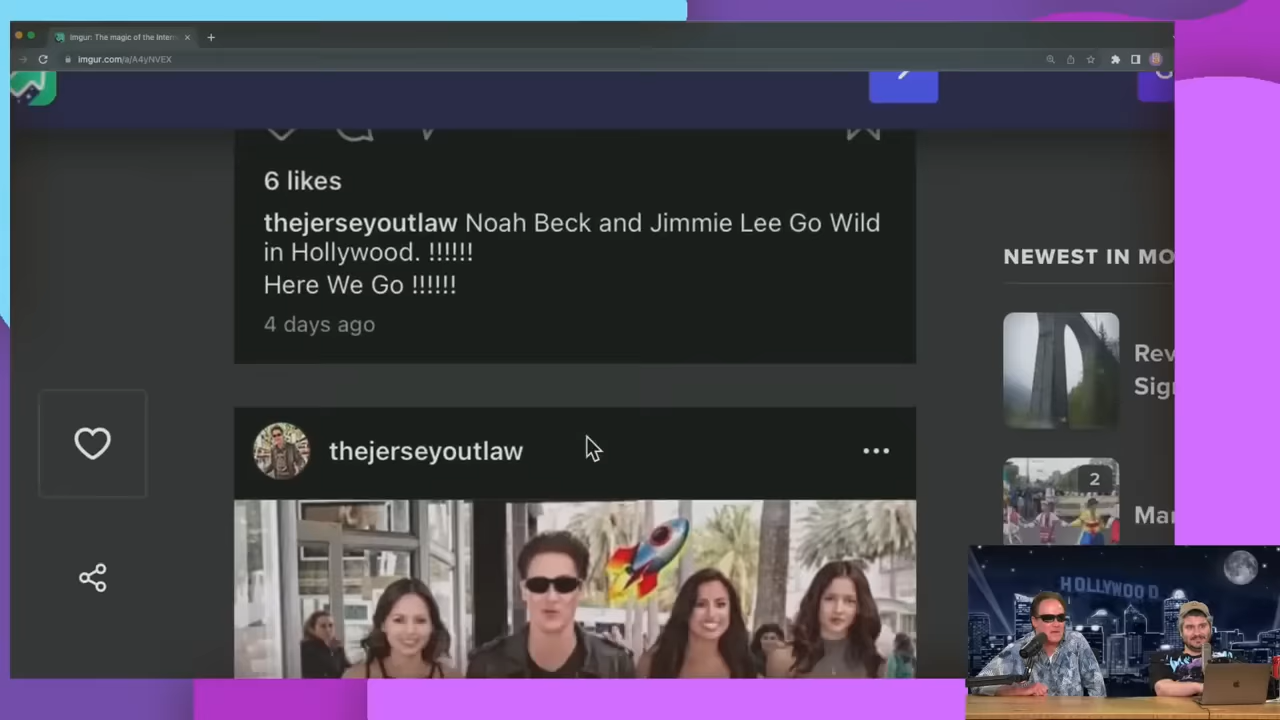 Imgur: The magic of the Intern
imgur.com/a/A4yNVEX
6 likes
thejerseyoutlaw Noah Beck and Jimmie Lee Go Wild
in Hollywood. !!!!!!
Here We Go !!!!!!
4 days ago
NEWEST IN MO
Rev
Sig
thejerseyoutlaw
2
Mar
HOLLYWOOD